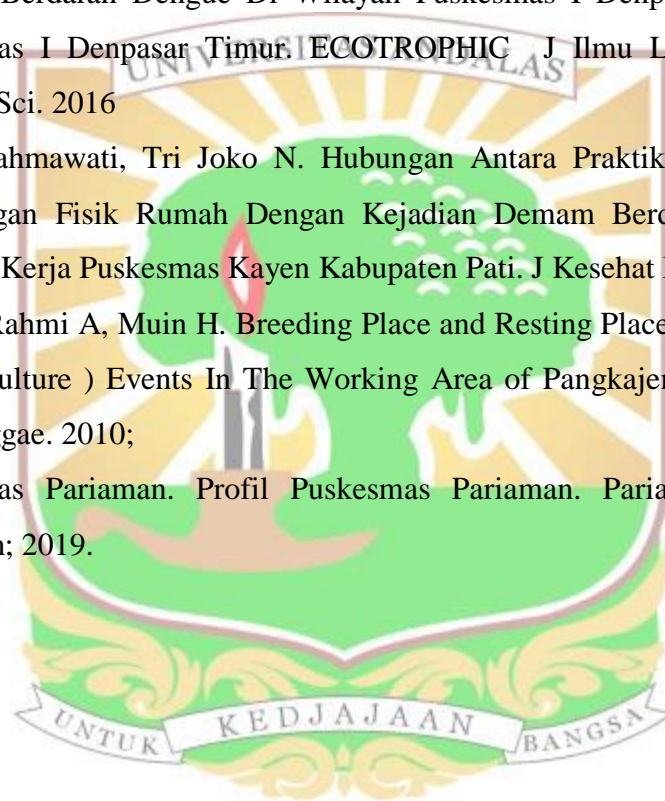 Berdarah Dengue Di Wilayah Puskesmas I Denp
as I Denpasar Timur. ECOTROPHIC J Ilmu L
UNIVERSITAS ANDALAS
Sci. 2016
ahmawati, Tri Joko N. Hubungan Antara Praktik
gan Fisik Rumah Dengan Kejadian Demam Berd
Kerja Puskesmas Kayen Kabupaten Pati. J Kesehat
Rahmi A, Muin H. Breeding Place and Resting Place
ulture ) Events In The Working Area of Pangkajen
ggae. 2010;
as Pariaman. Profil Puskesmas Pariaman. Paria
n; 2019.
UNTUK KEDJAJAAN BANGSA